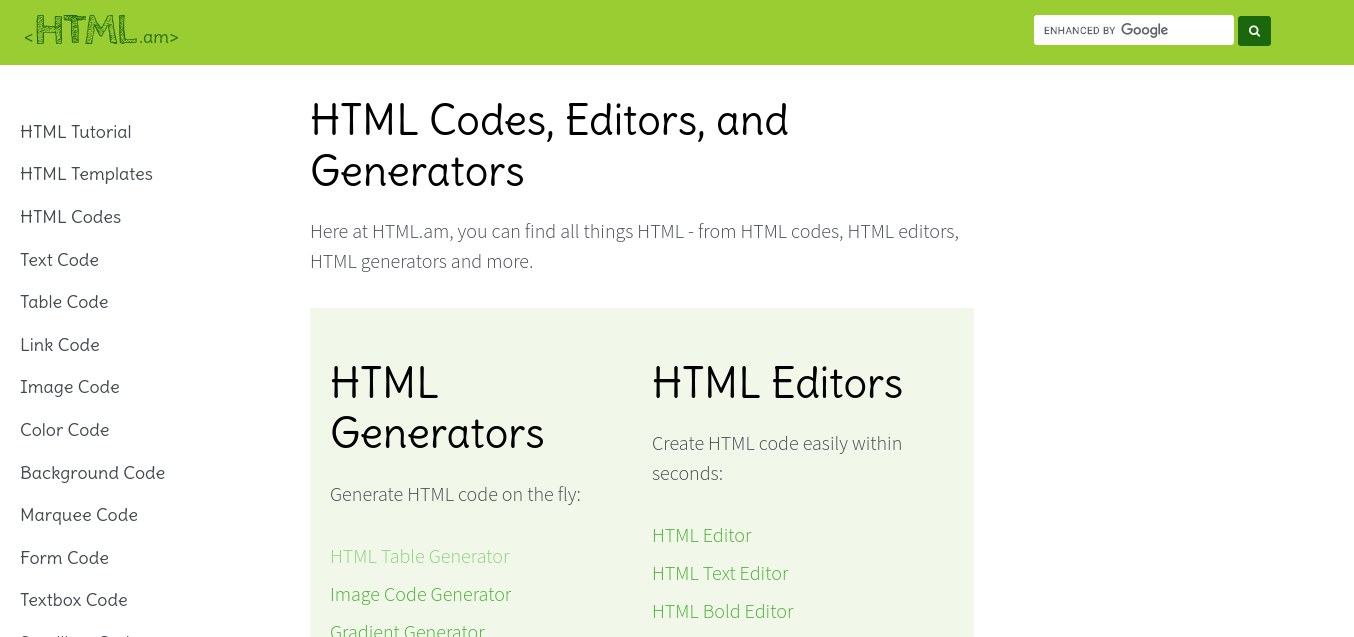 <HTML.am>
ENHANCED BY Google
HTML Tutorial
HTML Templates
HTML Codes
Text Code
Table Code
Link Code
Image Code
Color Code
Background Code
Marquee Code
Form Code
Textbox Code
HTML Codes, Editors, and
Generators
Here at HTML.am, you can find all things HTML - from HTML codes, HTML editors,
HTML generators and more.
HTML
Generators
Generate HTML code on the fly:
HTML Table Generator
Image Code Generator
Gradient Generator
HTML Editors
Create HTML code easily within
seconds:
HTML Editor
HTML Text Editor
HTML Bold Editor